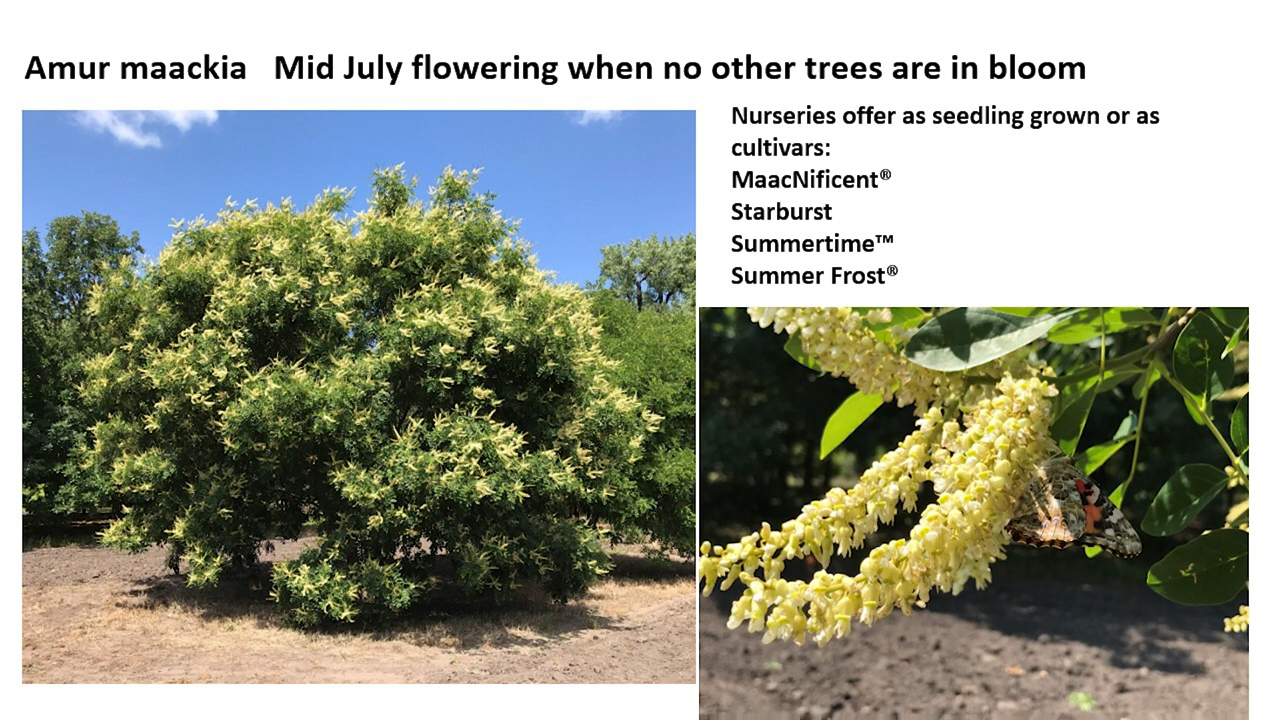 Amur maackia   Mid July flowering when no other trees are in bloom
Nurseries offer as seedling grown or as
cultivars:
MaacNificent®
Starburst
Summertime™
Summer Frost®